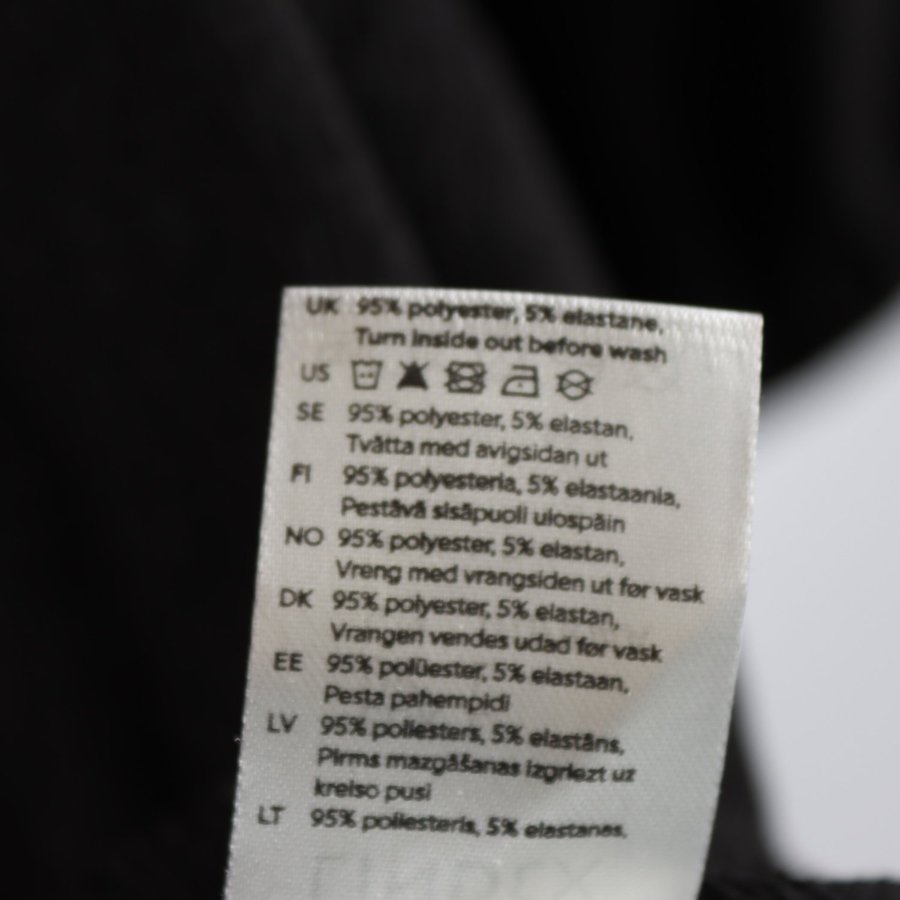 UK 95% polyester, 5% elastane,
Turn inside out before wash
US
SE 95% polyester, 5% elastan,
Tvätta med avigsidan ut
FI 95% polyesteria, 5% elastaania,
Pestävä sisäpuoli ulospäin
NO 95% polyester, 5% elastan,
Vreng med vrangsiden ut før vask
DK 95% polyester, 5% elastan,
Vrangen vendes udad før vask
EE 95% polüester, 5% elastaan,
Pesta pahempidi
LV 95% poliesters, 5% elastāns,
Pirms mazgāšanas izgriezt uz
kreiso pusi
LT 95% poliesteris, 5% elastanas,